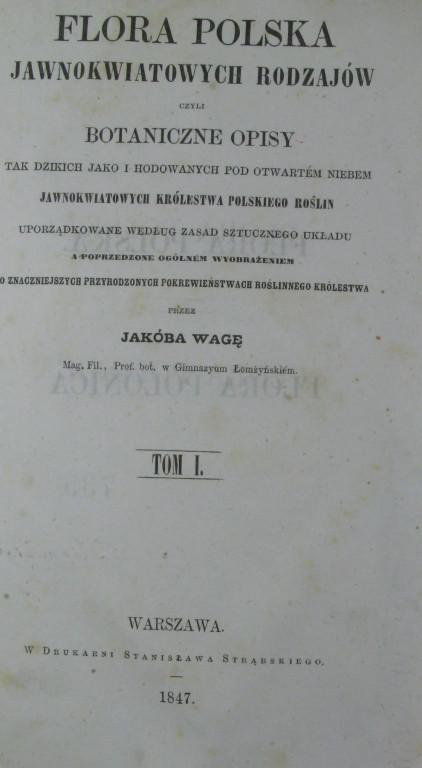 FLORA POLSKA
JAWNOKWIATOWYCH RODZAJÓW
CZYLI
BOTANICZNE OPISY
TAK DZIKICH JAKO I HODOWANYCH POD OTWARTÉM NIEBEM
JAWNOKWIATOWYCH KRÓLESTWA POLSKIEGO ROŚLIN
UPORZĄDKOWANE WEDŁUG ZASAD SZTUCZNEGO UKŁADU
A POPRZEDZONE OGÓLNÉM WYOBRAŻENIEM
O ZNACZNIEJSZYCH PRZYRODZONYCH POKREWIEŃSTWACH ROŚLINNEGO KRÓLESTWA
PRZEZ
JAKÓBA WAGĘ
Mag. Fil., Prof. bot. w Gimnazyum Łomżyńskiém.
TOM I.
WARSZAWA.
W DRUKARNI STANISŁAWA STRĄBSKIEGO.
1847.